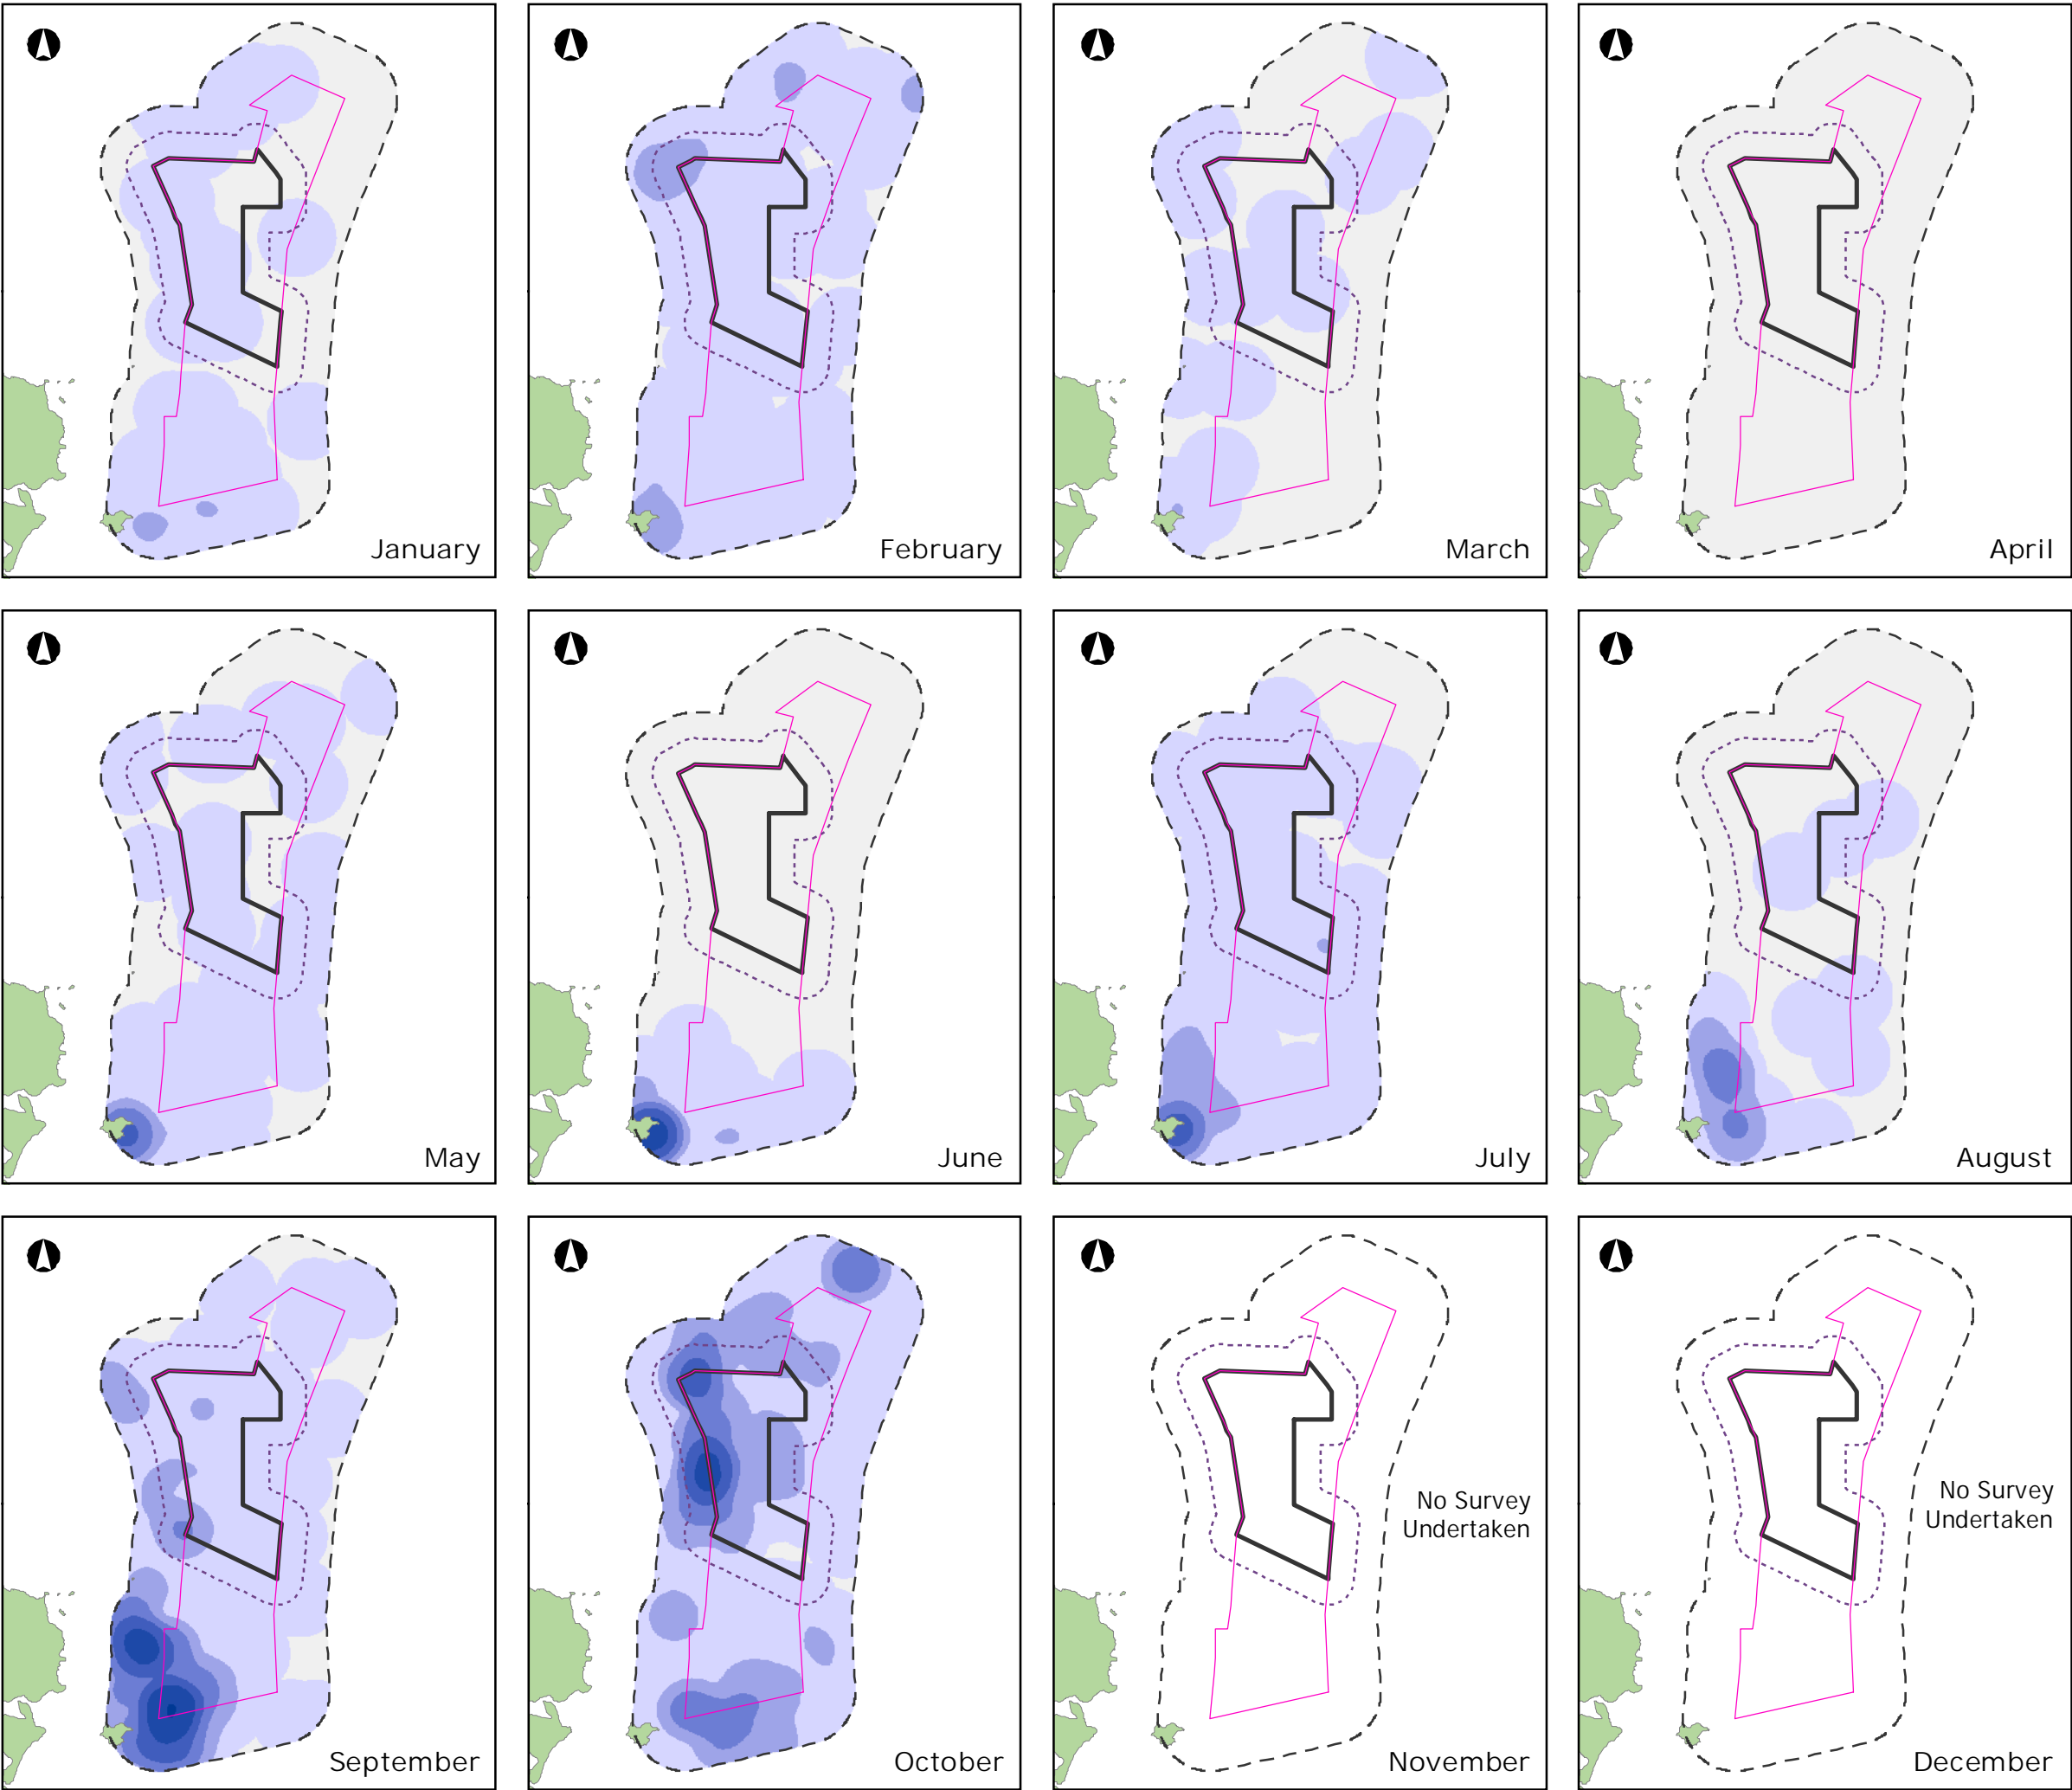 January
February
March
April
May
June
July
August
September
October
No Survey
Undertaken
November
No Survey
Undertaken
December